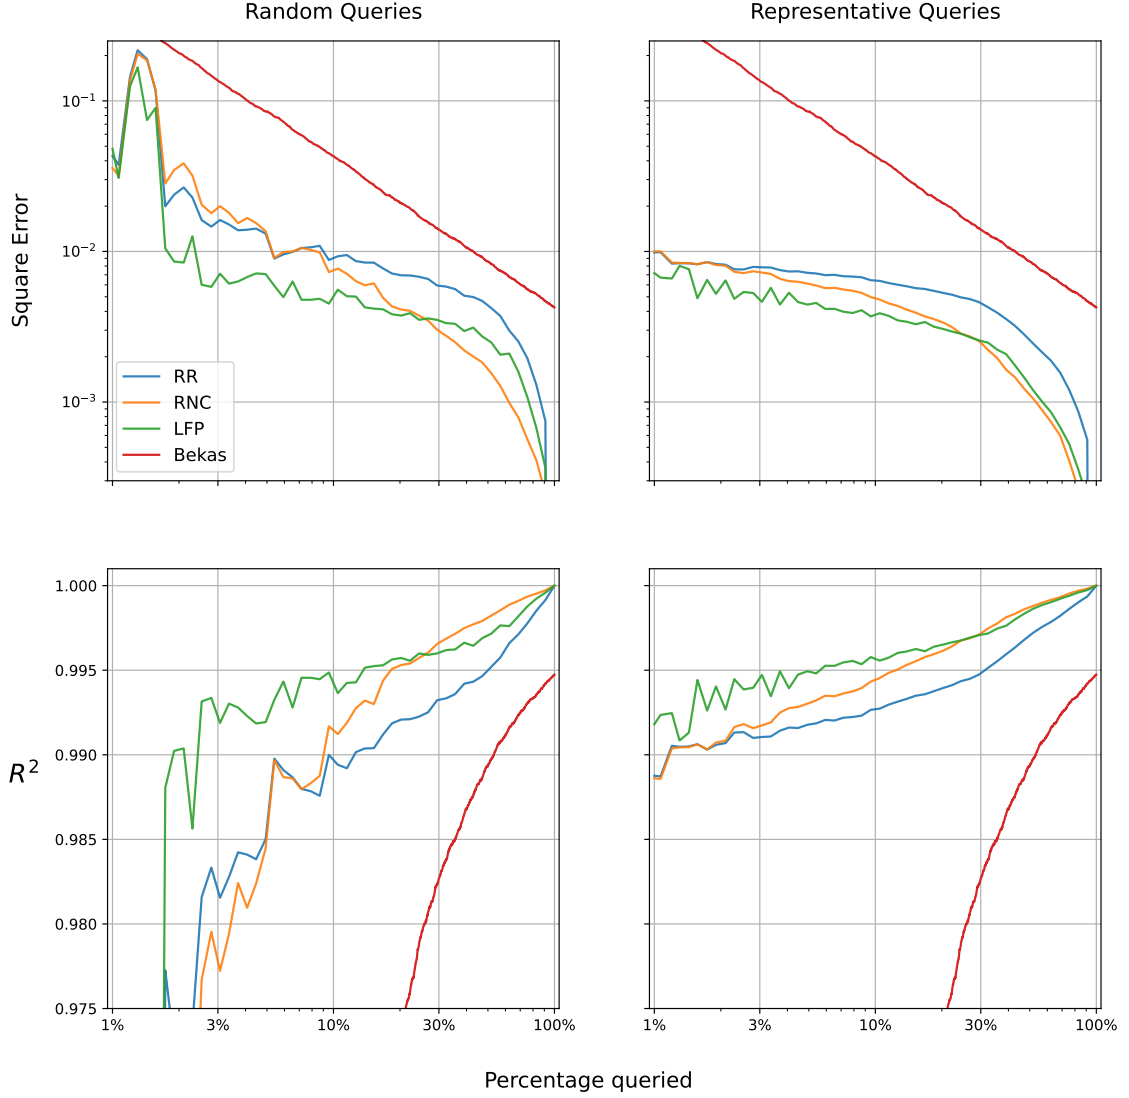 Random Queries
Representative Queries
Square Error
10⁻¹
10⁻²
10⁻³
RR
RNC
LFP
Bekas
R²
1.000
0.995
0.990
0.985
0.980
0.975
1%
3%
10%
30%
100%
1%
3%
10%
30%
100%
Percentage queried